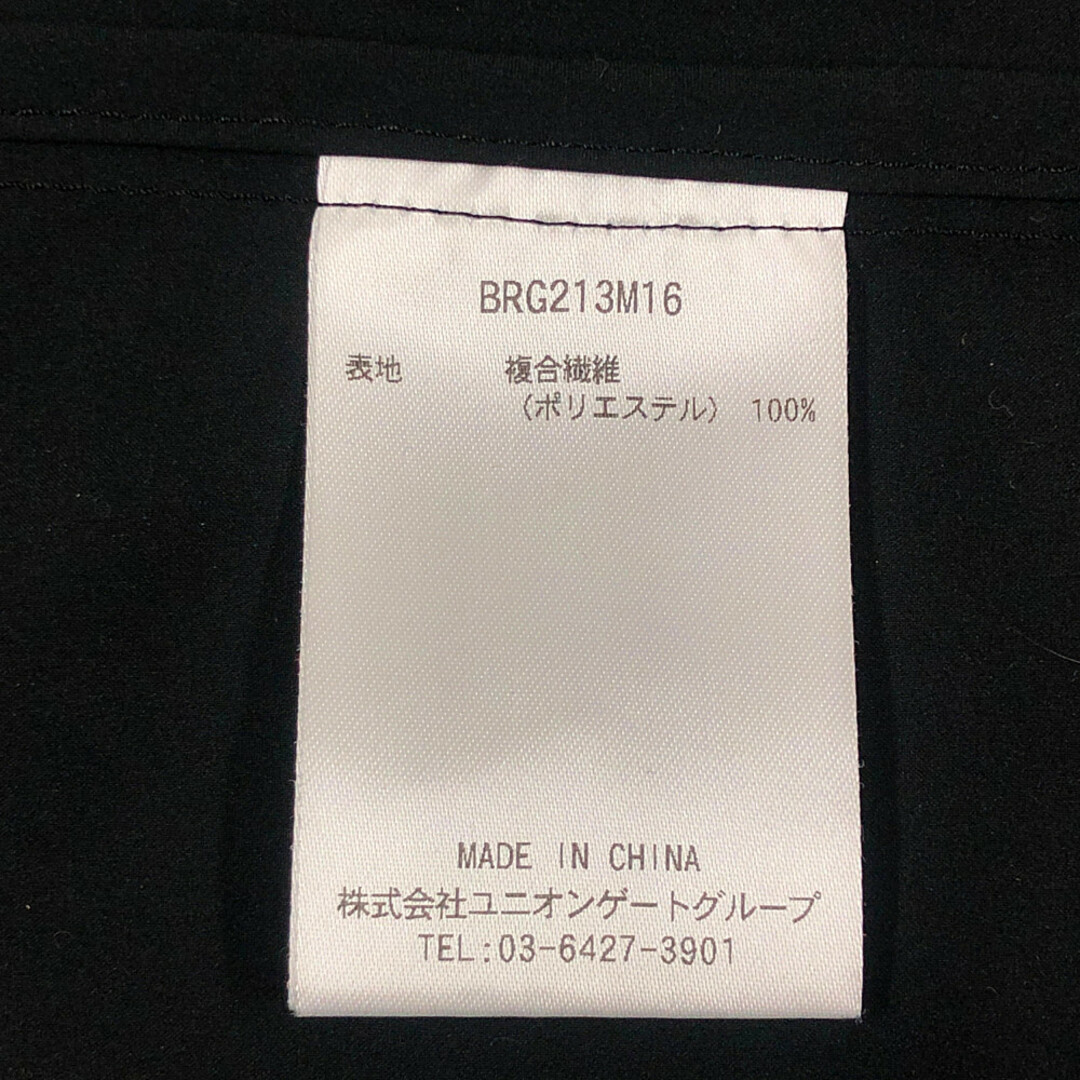 BRG213M16
表地 複合繊維
(ポリエステル) 100%
MADE IN CHINA
株式会社ユニオンゲートグループ
TEL:03-6427-3901